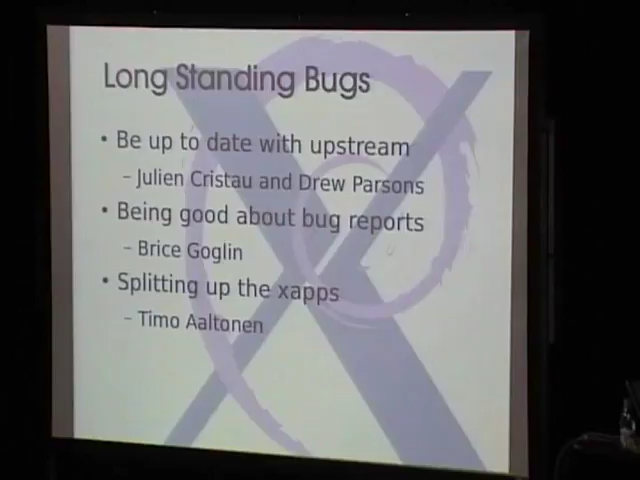 Long Standing Bugs
• Be up to date with upstream
– Julien Cristau and Drew Parsons
• Being good about bug reports
– Brice Goglin
• Splitting up the xapps
– Timo Aaltonen